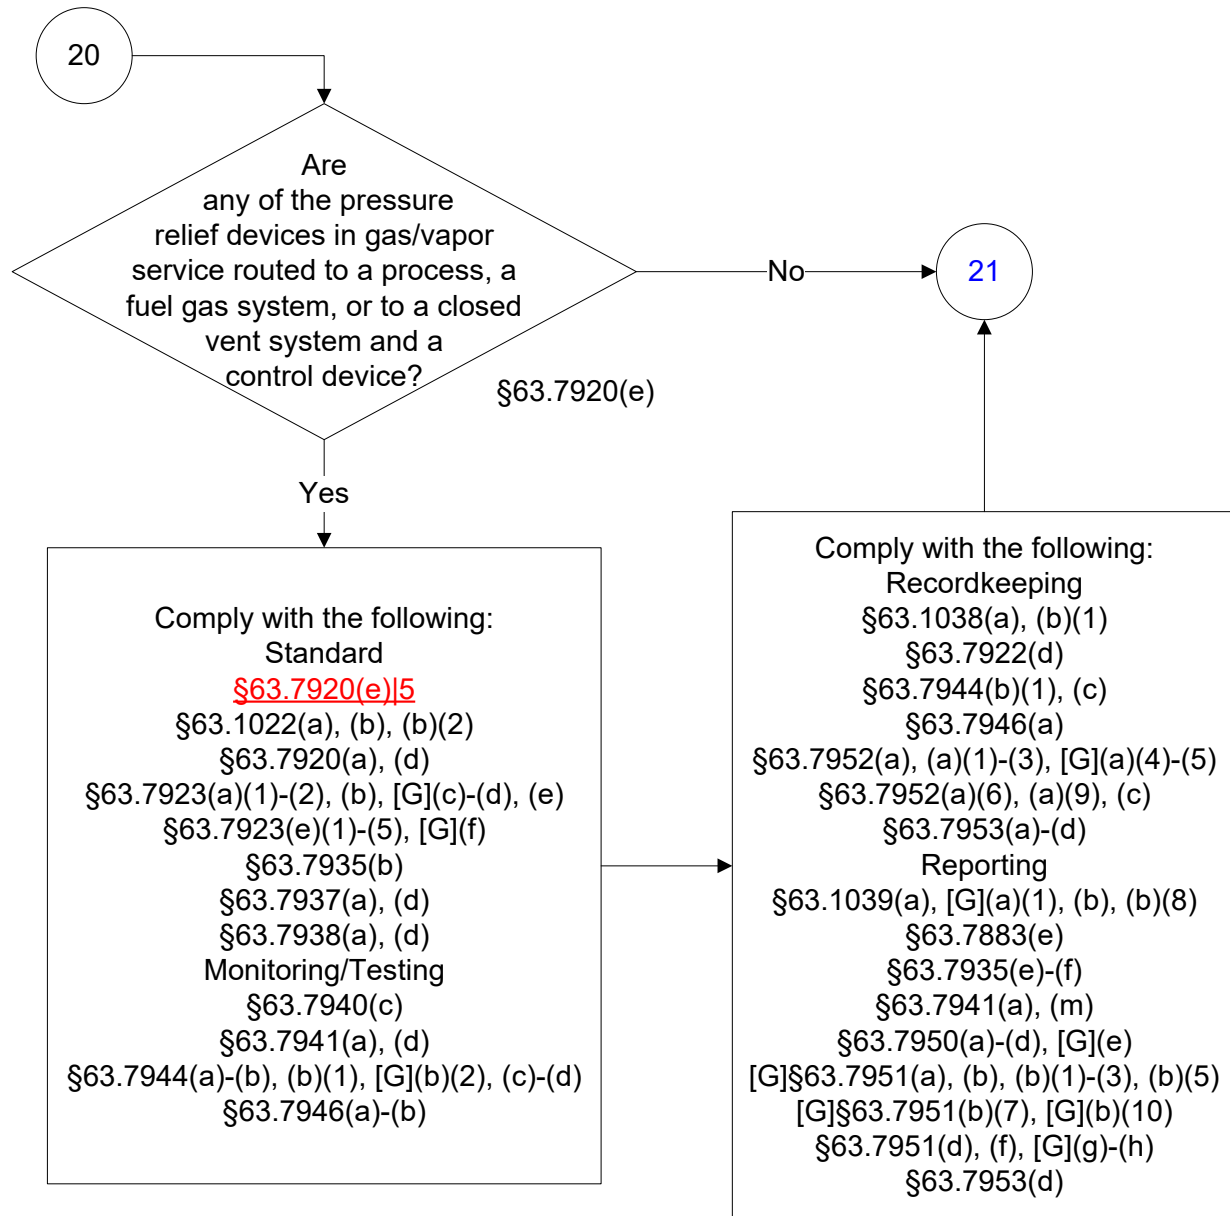 20
Are
any of the pressure
relief devices in gas/vapor
service routed to a process, a
fuel gas system, or to a closed
vent system and a
control device?
§63.7920(e)
No
21
Yes
Comply with the following:
Standard
§63.7920(e)|5
§63.1022(a), (b), (b)(2)
§63.7920(a), (d)
§63.7923(a)(1)-(2), (b), [G](c)-(d), (e)
§63.7923(e)(1)-(5), [G](f)
§63.7935(b)
§63.7937(a), (d)
§63.7938(a), (d)
Monitoring/Testing
§63.7940(c)
§63.7941(a), (d)
§63.7944(a)-(b), (b)(1), [G](b)(2), (c)-(d)
§63.7946(a)-(b)
Comply with the following:
Recordkeeping
§63.1038(a), (b)(1)
§63.7922(d)
§63.7944(b)(1), (c)
§63.7946(a)
§63.7952(a), (a)(1)-(3), [G](a)(4)-(5)
§63.7952(a)(6), (a)(9), (c)
§63.7953(a)-(d)
Reporting
§63.1039(a), [G](a)(1), (b), (b)(8)
§63.7883(e)
§63.7935(e)-(f)
§63.7941(a), (m)
§63.7950(a)-(d), [G](e)
[G]§63.7951(a), (b), (b)(1)-(3), (b)(5)
[G]§63.7951(b)(7), [G](b)(10)
§63.7951(d), (f), [G](g)-(h)
§63.7953(d)